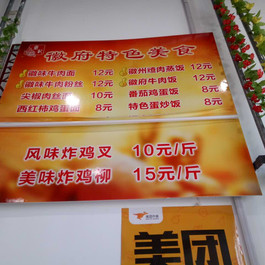 徽府特色美食
徽味牛肉面 12元
徽味牛肉粉丝 12元
尖椒肉丝面 10元
西红柿鸡蛋面 8元
徽州绩肉蒸饭 12元
徽府牛肉饭 12元
番茄鸡蛋饭 8元
特色蛋炒饭 8元
风味炸鸡叉 10元/斤
美味炸鸡柳 15元/斤
美团